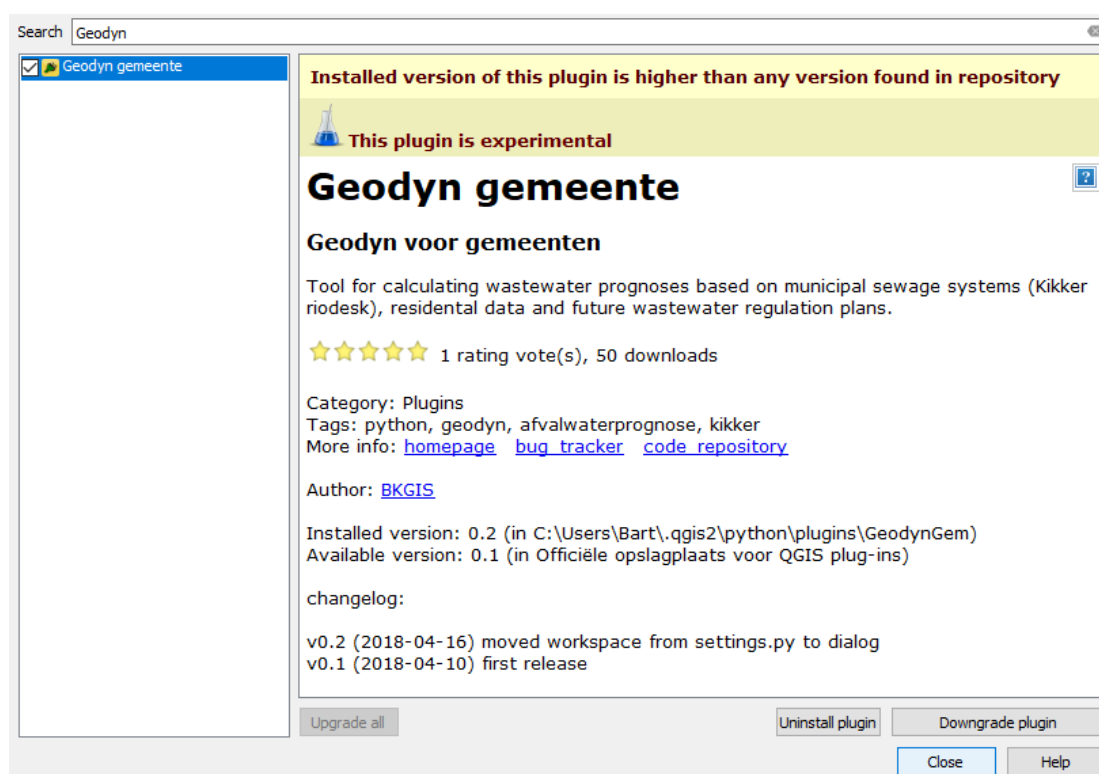 Search Geodyn
Geodyn gemeente
Installed version of this plugin is higher than any version found in repository
This plugin is experimental
Geodyn gemeente
?
Geodyn voor gemeenten
Tool for calculating wastewater prognoses based on municipal sewage systems (Kikker
riodesk), residental data and future wastewater regulation plans.
1 rating vote(s), 50 downloads
Category: Plugins
Tags: python, geodyn, afvalwaterprognose, kikker
More info: homepage bug tracker code repository
Author: BKGIS
Installed version: 0.2 (in C:\Users\Bart\.qgis2\python\plugins\GeodynGem)
Available version: 0.1 (in Officiële opslagplaats voor QGIS plug-ins)
changelog:
v0.2 (2018-04-16) moved workspace from settings.py to dialog
v0.1 (2018-04-10) first release
Upgrade all Uninstall plugin Downgrade plugin
Close Help